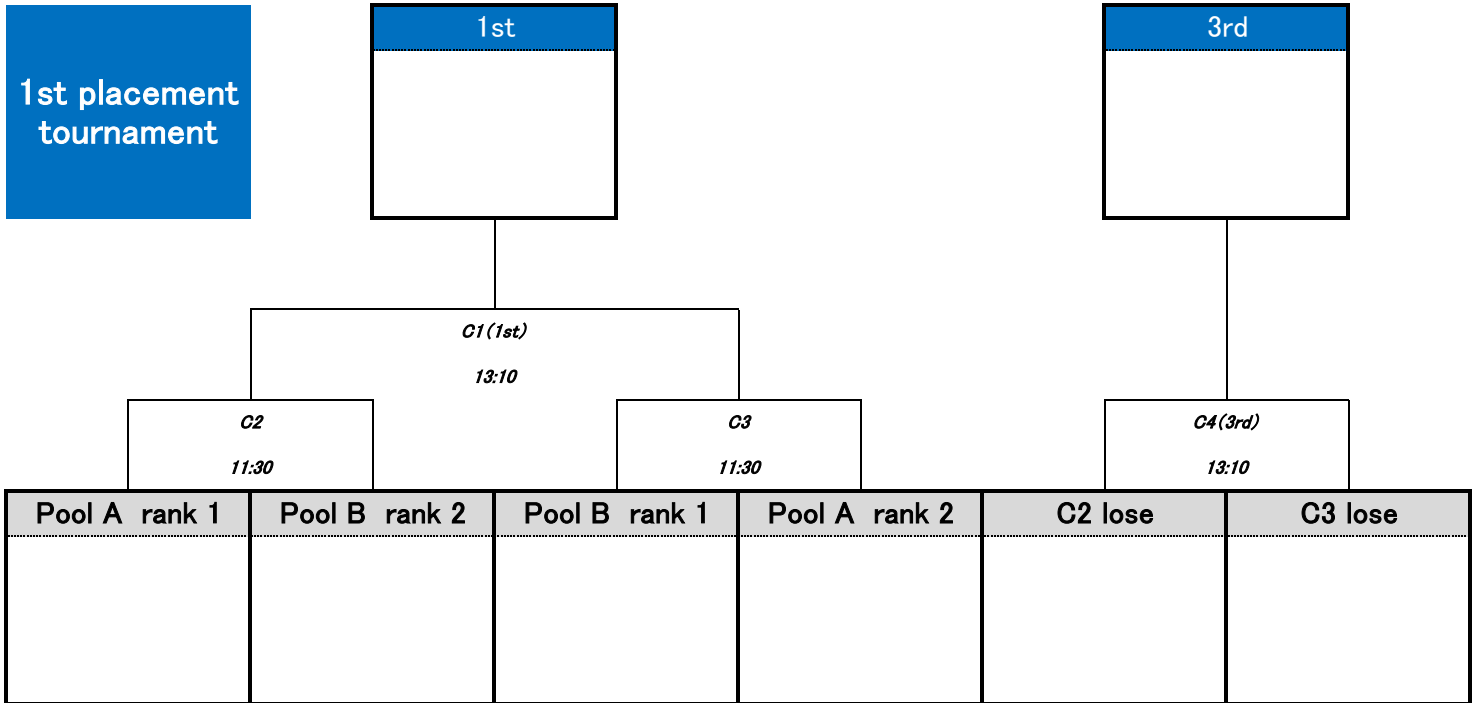 1st placement
tournament
1st
3rd
C1(1st)
13:10
C2
11:30
C3
11:30
C4(3rd)
13:10
Pool A rank 1
Pool B rank 2
Pool B rank 1
Pool A rank 2
C2 lose
C3 lose